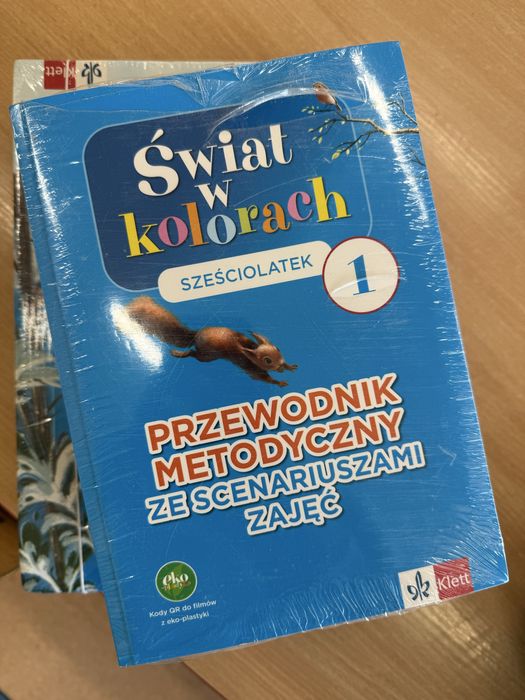 Klett
Świat
w
kolorach
SZEŚCIOLATEK
1
PRZEWODNIK
METODYCZNY
ZE SCENARIUSZAMI
ZAJĘĆ
eko
Kody QR do filmów
z eko-plastyki
Klett